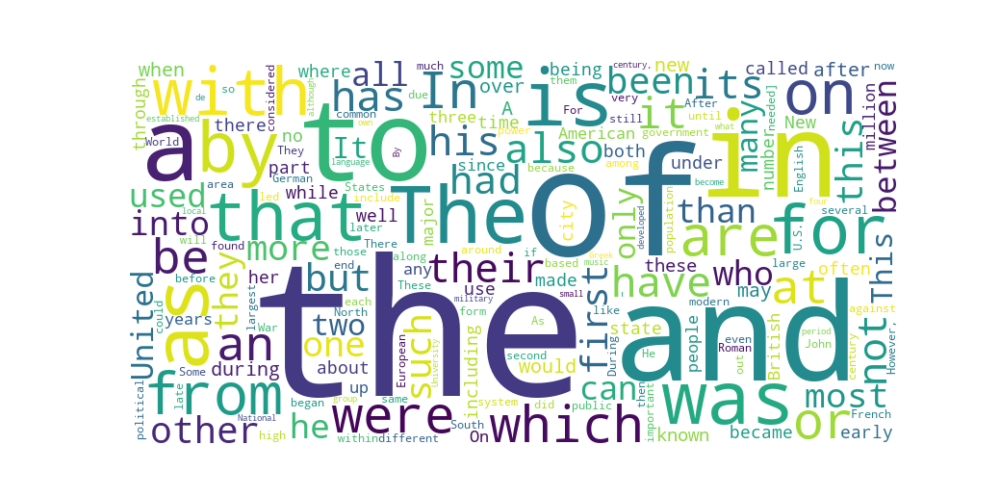 when
where
all
some
over
being
been
its
new
called
after
now
century,
much
them
very
de
so
considered
although
through
with
has
In
is
A
For
After
until
on
established
there
common
due
three
time
power
still
it
many
needed]
what
World
a
by
to
no
It
own
his
also
American
government
New
million
They
By
both
number
this
between
part
language
since
because
among
under
in
English
area
German
States
had
of
become
used
while
led
include
The
city
only
than
four
local
that
later
well
major
developed
population
are
U.S.
for
several
into
will
found
more
those
There
around
if
Greek
be
they
her
but
end
along
any
their
based
music
these
who
large
often
This
before
These
use
made
have
may
at
against
United
could
as
years
largest
each
the
military
small
first
like
and
modern
period
War
North
two
form
As
state
people
British
John
an
one
European
such
second
He
Roman
even
However,
not
Some
during
about
including
would
During
out
century
political
late
from
up
University
can
then
was
most
began
group
same
were
system
did
public
important
or
French
other
National
he
South
which
known
became
early
high
within
different
On